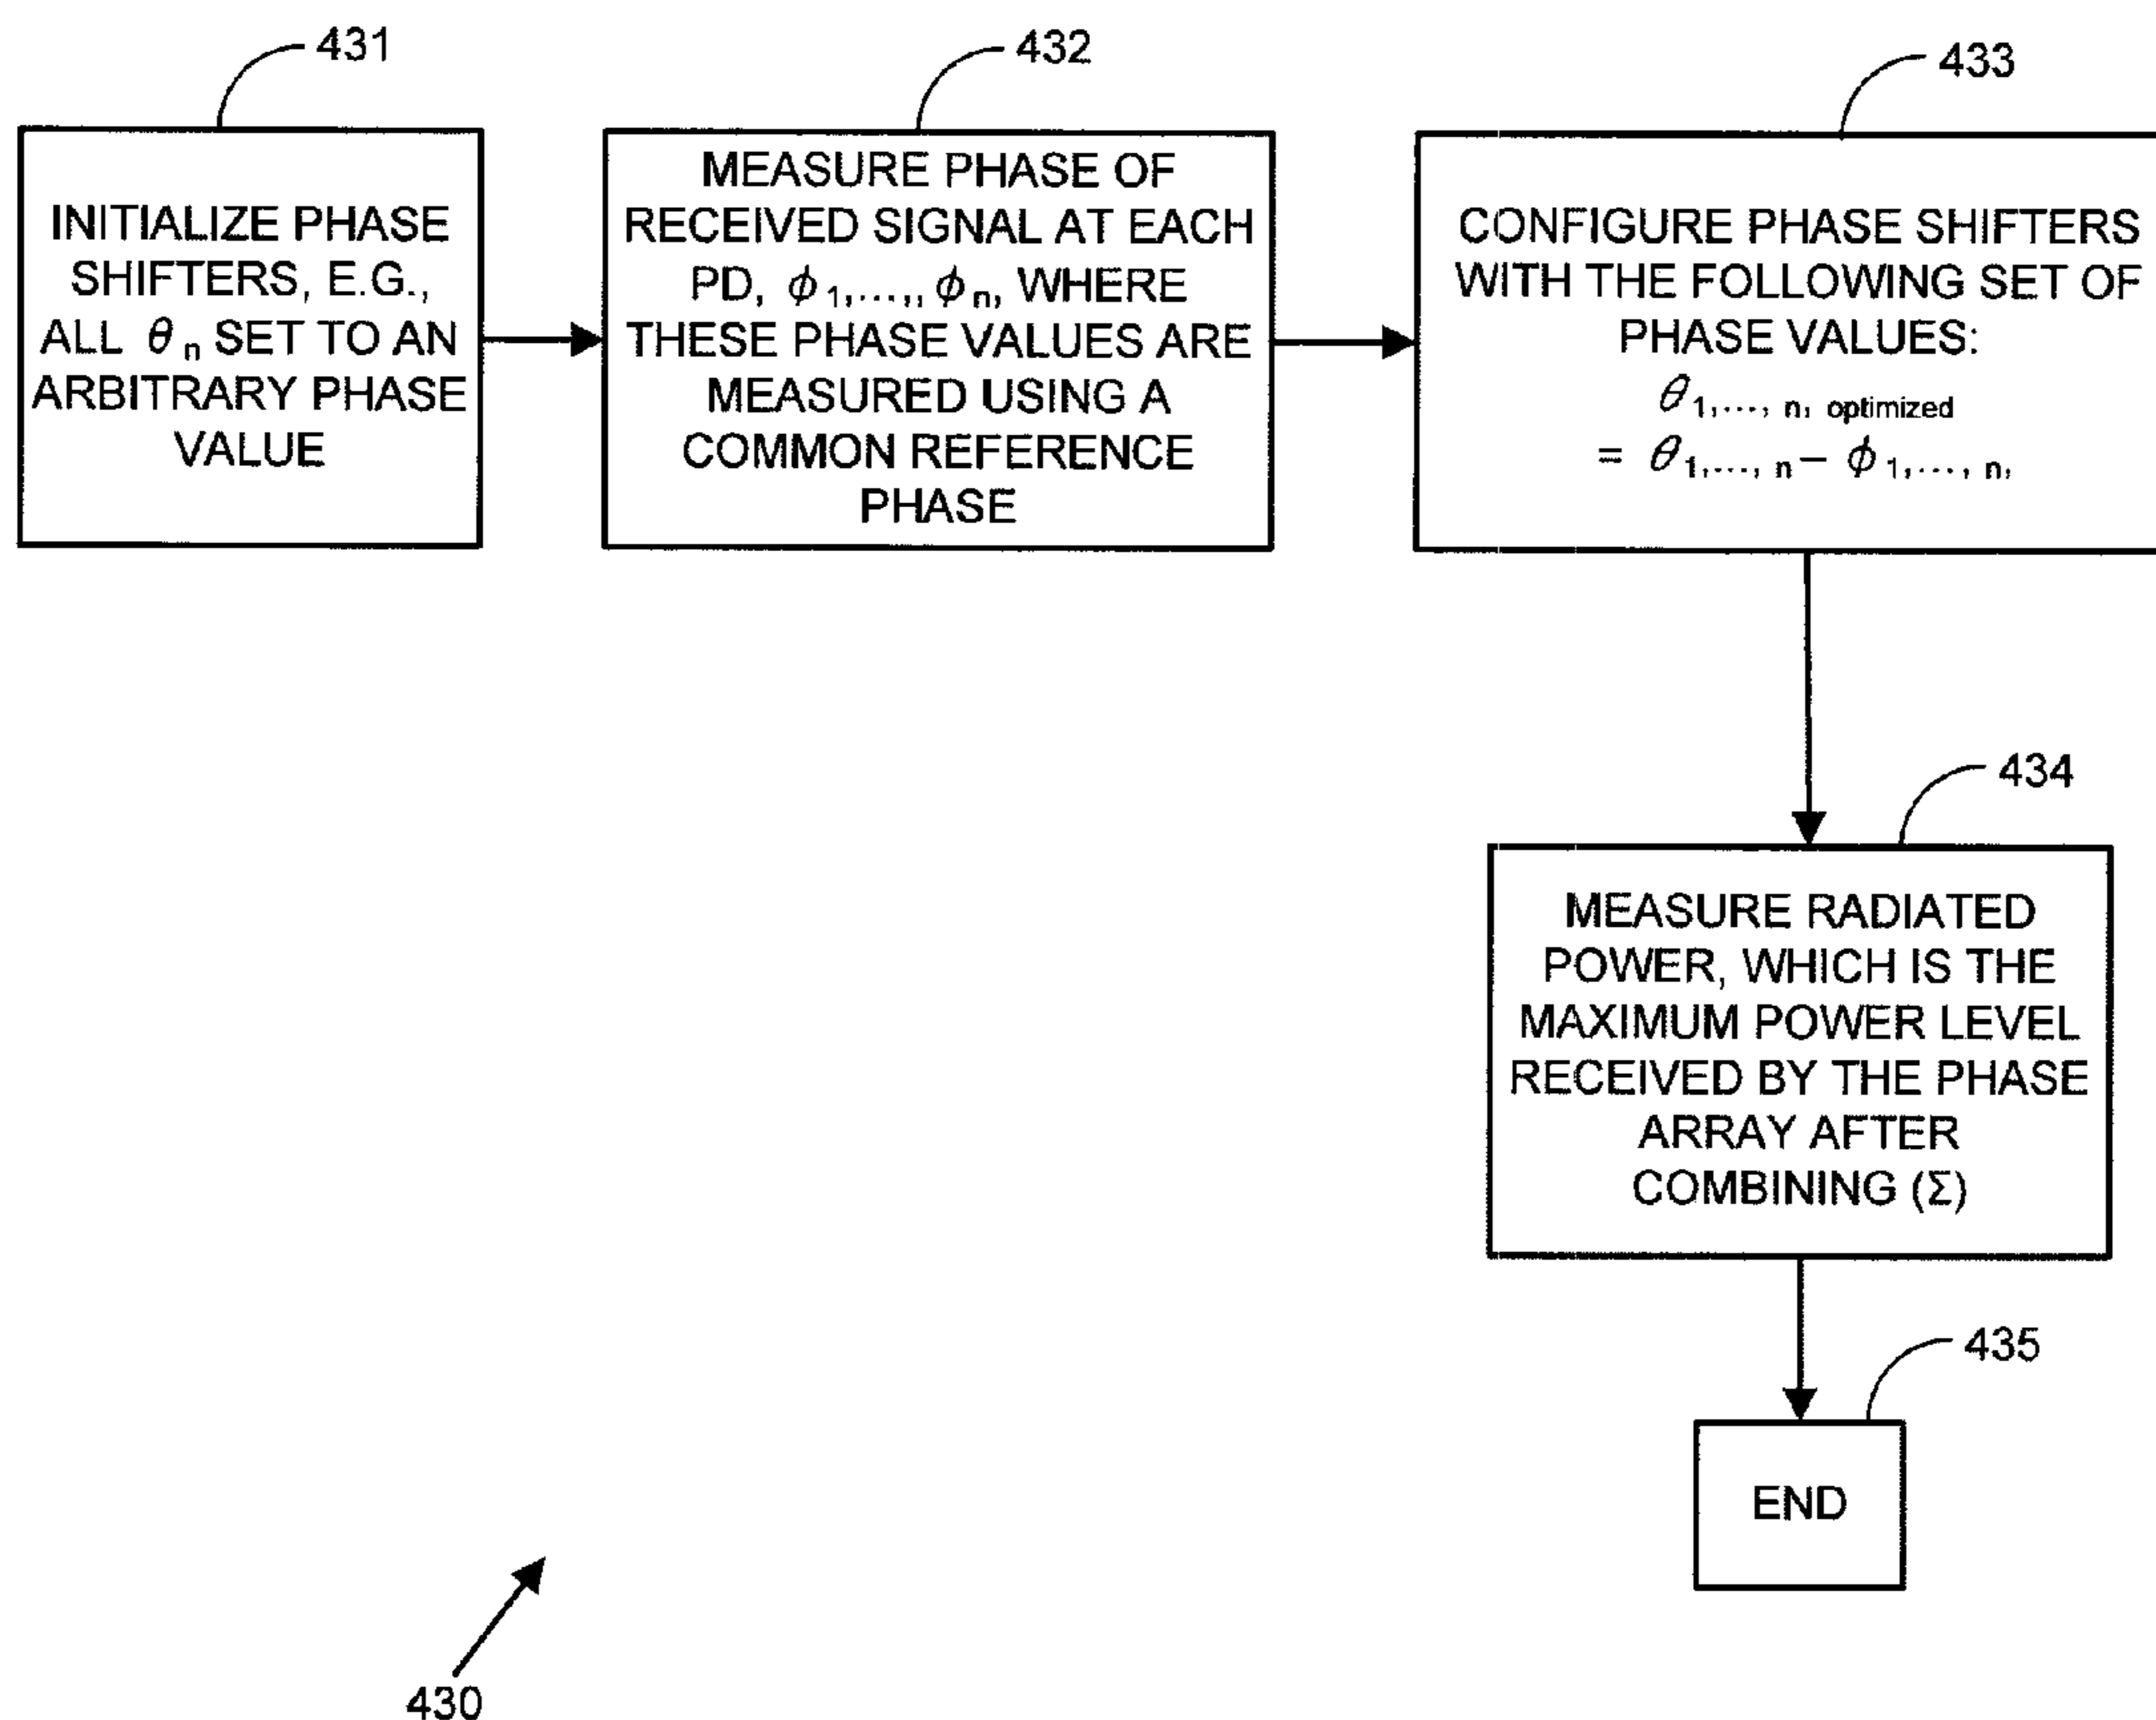 431
INITIALIZE PHASE
SHIFTERS, E.G.,
ALL θn SET TO AN
ARBITRARY PHASE
VALUE
432
MEASURE PHASE OF
RECEIVED SIGNAL AT EACH
PD, ϕ1,...,, ϕn, WHERE
THESE PHASE VALUES ARE
MEASURED USING A
COMMON REFERENCE
PHASE
433
CONFIGURE PHASE SHIFTERS
WITH THE FOLLOWING SET OF
PHASE VALUES:
θ1,..., n, optimized
= θ1,..., n – ϕ1,..., n,
434
MEASURE RADIATED
POWER, WHICH IS THE
MAXIMUM POWER LEVEL
RECEIVED BY THE PHASE
ARRAY AFTER
COMBINING (Σ)
435
END
430